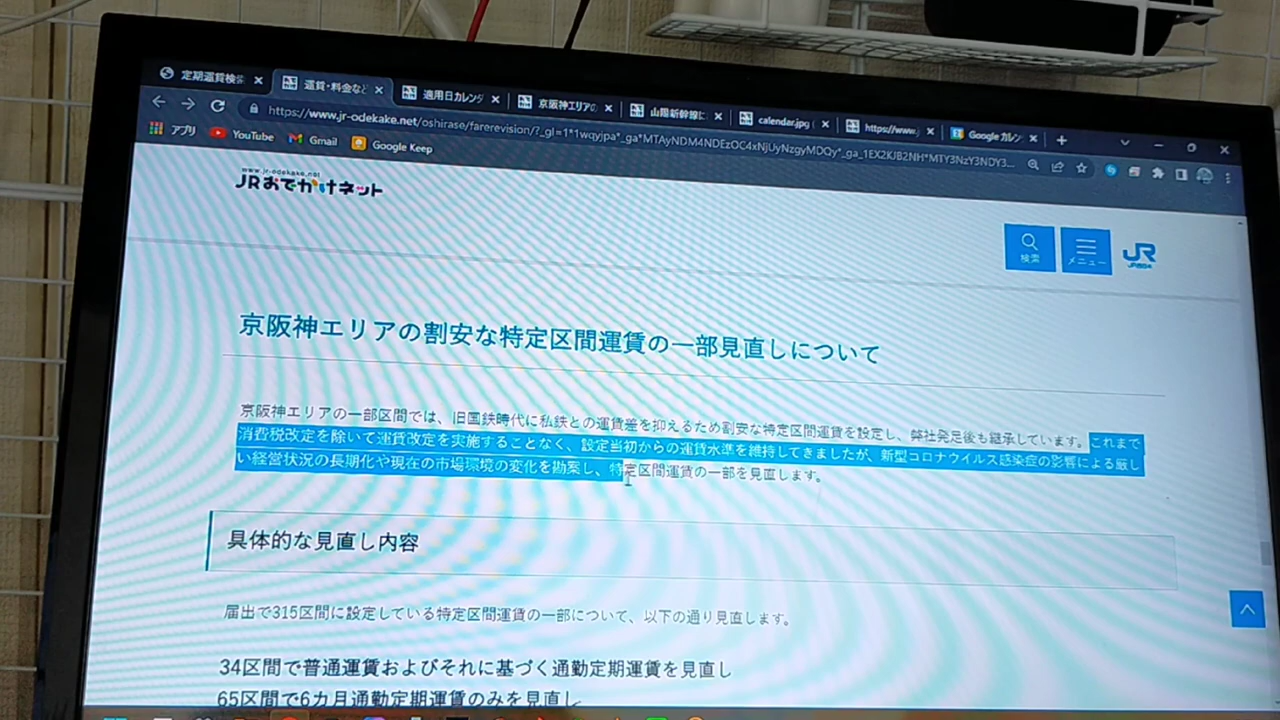 定期運賃検索
運賃・料金など
適用日カレンダ
京阪神エリアの
山陽新幹線に
calendar.jpg (
https://www.j
Google カレン
https://www.jr-odekake.net/oshirase/farerevision/?_gl=1*1wqyjpa*_ga*
アプリ
YouTube
Gmail
Google Keep
www.jr-odekake.net
JRおでかけネット
検索
メニュー
JR
京阪神エリアの割安な特定区間運賃の一部見直しについて
京阪神エリアの一部区間では、旧国鉄時代に私鉄との運賃差を抑えるため割安な特定区間運賃を設定し、弊社発足後も継承しています。これまで
消費税改定を除いて運賃改定を実施することなく、設定当初からの運賃水準を維持してきましたが、新型コロナウイルス感染症の影響による厳し
い経営状況の長期化や現在の市場環境の変化を勘案し、特定区間運賃の一部を見直します。
具体的な見直し内容
届出で315区間に設定している特定区間運賃の一部について、以下の通り見直します。
34区間で普通運賃およびそれに基づく通勤定期運賃を見直し
65区間で6カ月通勤定期運賃のみを見直し